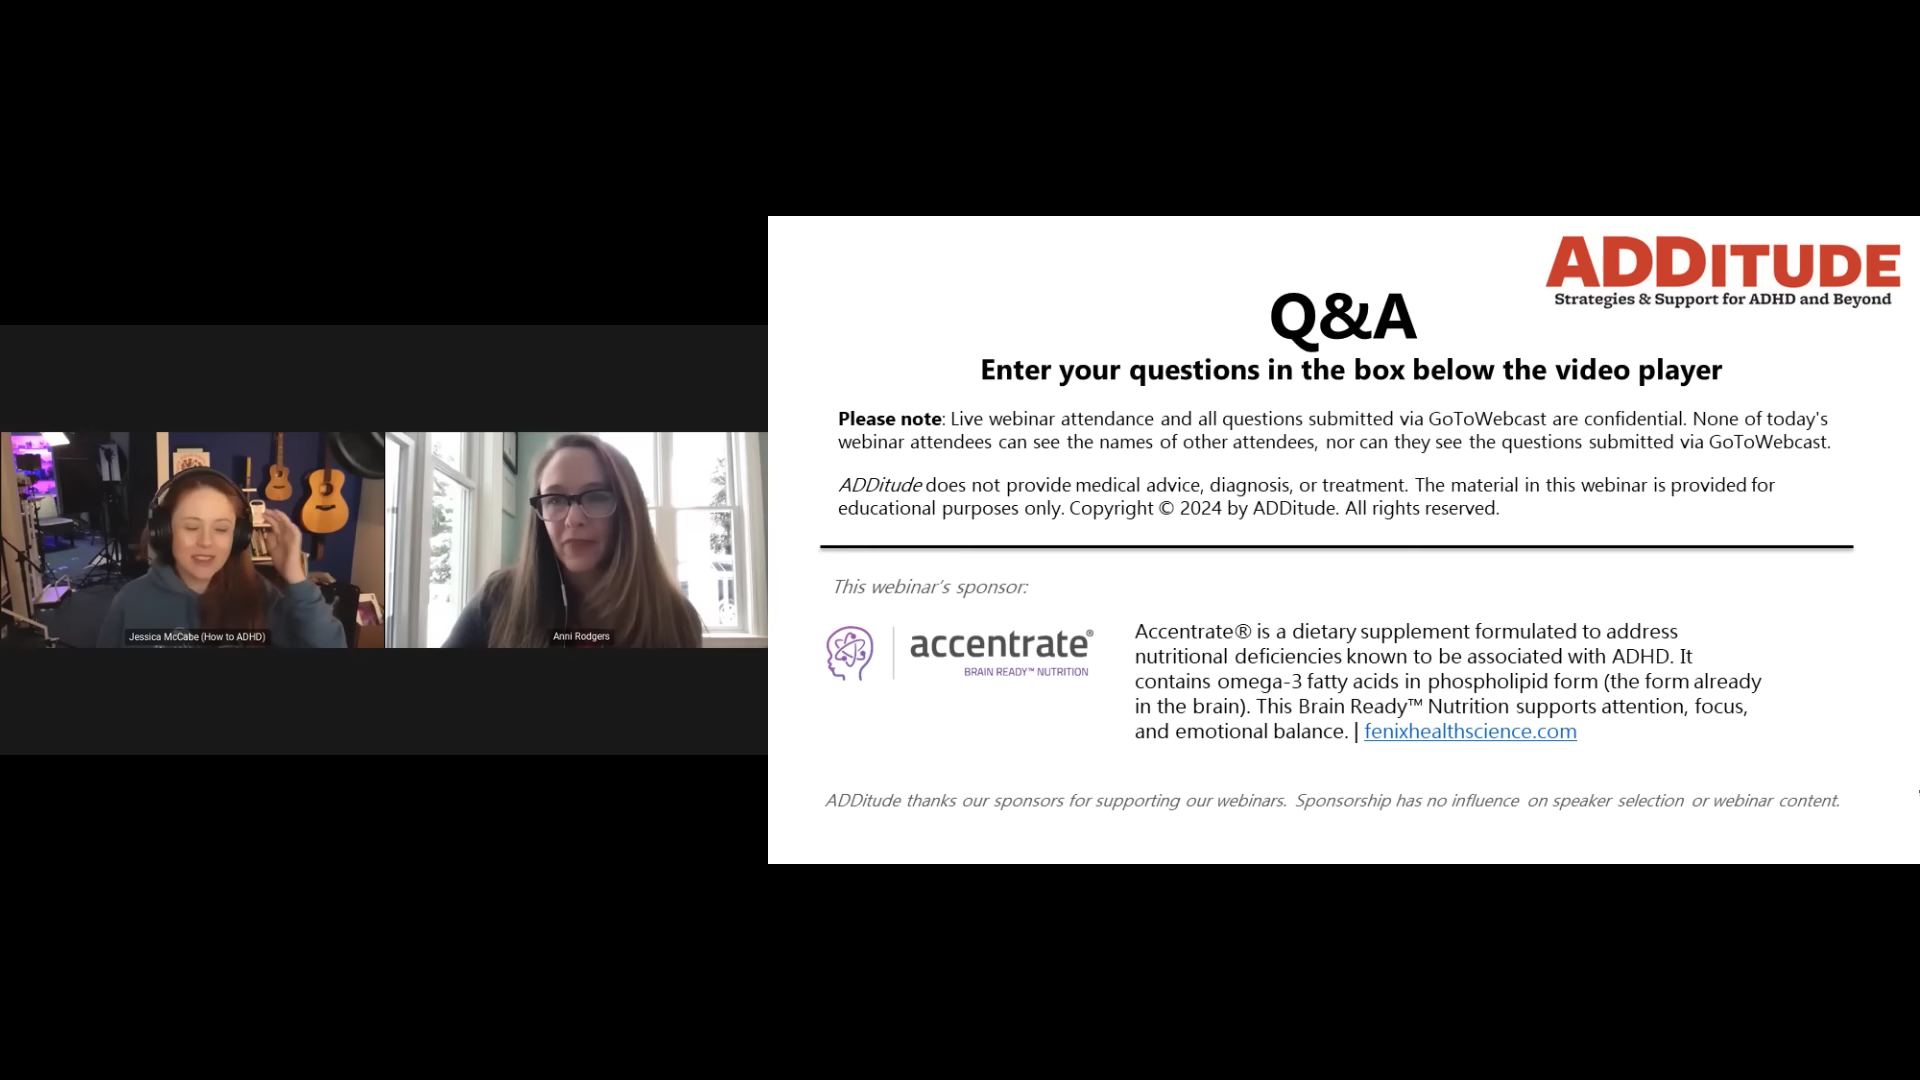 Jessica McCabe (How to ADHD)
Anni Rodgers
ADDITUDE
Strategies & Support for ADHD and Beyond
Q&A
Enter your questions in the box below the video player
Please note: Live webinar attendance and all questions submitted via GoToWebcast are confidential. None of today's
webinar attendees can see the names of other attendees, nor can they see the questions submitted via GoToWebcast.
ADDitude does not provide medical advice, diagnosis, or treatment. The material in this webinar is provided for
educational purposes only. Copyright © 2024 by ADDitude. All rights reserved.
This webinar's sponsor:
accentrate®
BRAIN READY™ NUTRITION
Accentrate® is a dietary supplement formulated to address
nutritional deficiencies known to be associated with ADHD. It
contains omega-3 fatty acids in phospholipid form (the form already
in the brain). This Brain Ready™ Nutrition supports attention, focus,
and emotional balance. | fenixhealthscience.com
ADDitude thanks our sponsors for supporting our webinars. Sponsorship has no influence on speaker selection or webinar content.